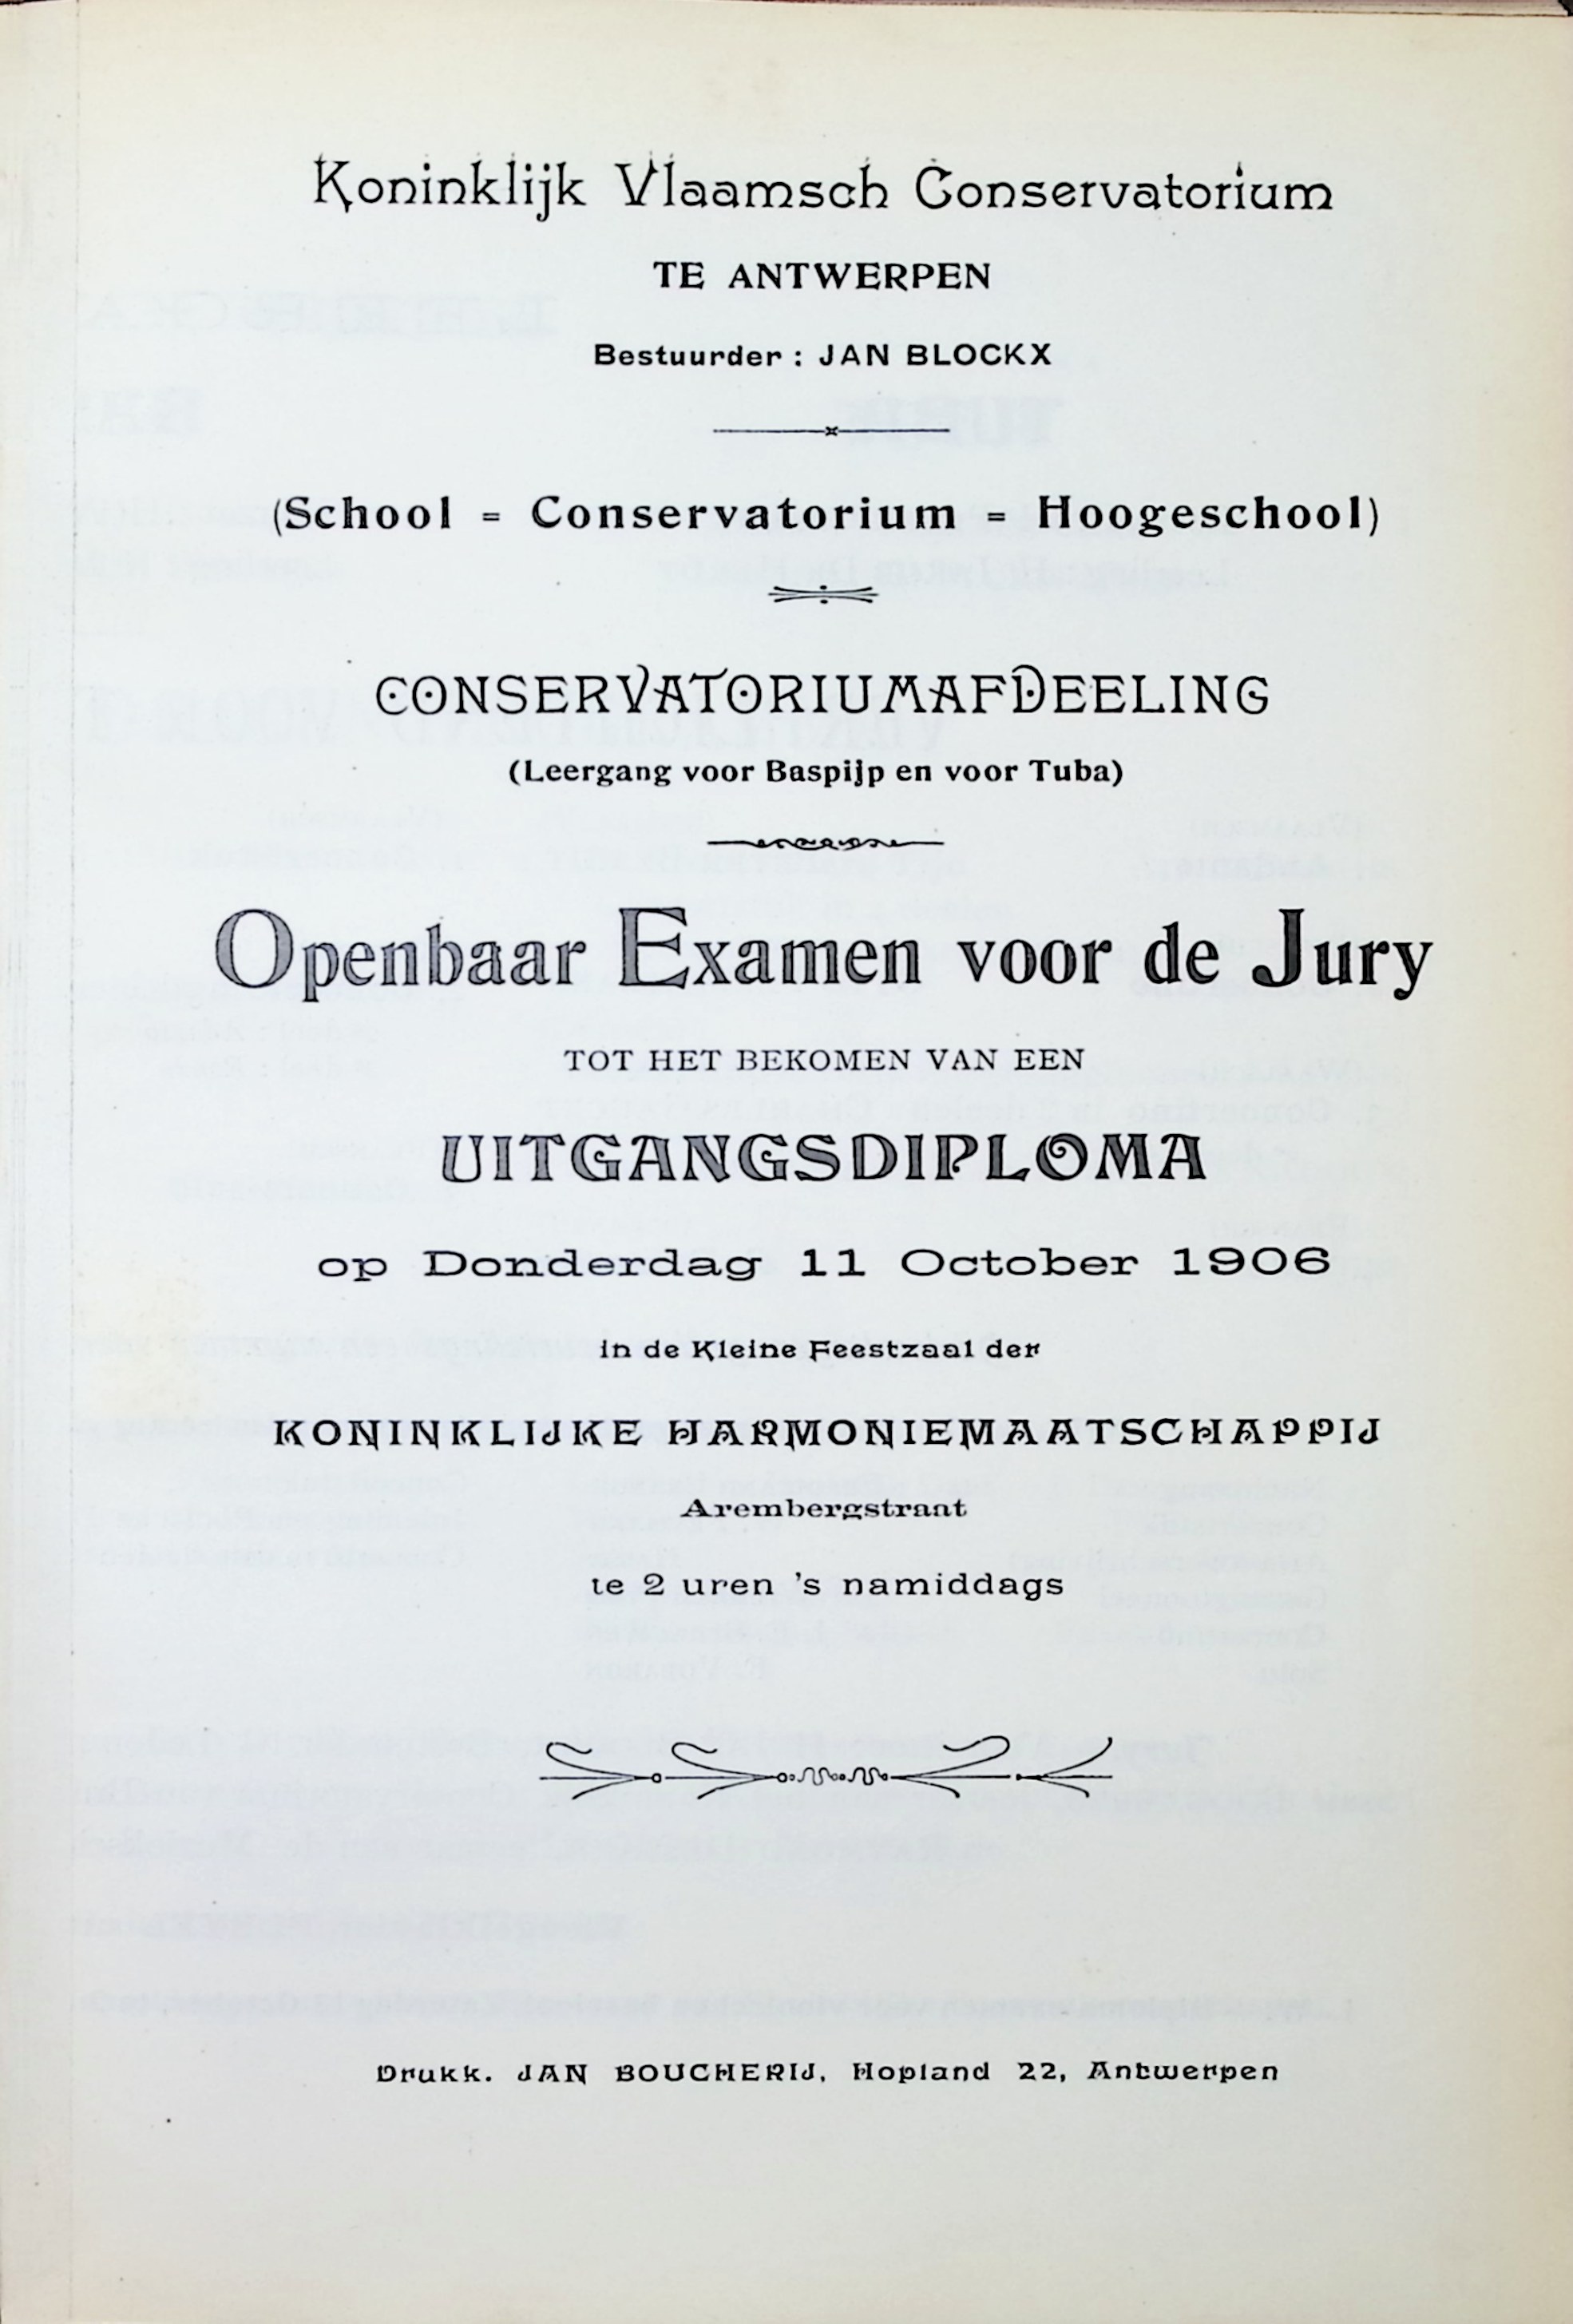 Koninklijk Vlaamsch Conservatorium
TE ANTWERPEN
Bestuurder : JAN BLOCKX
(School = Conservatorium = Hoogeschool)
CONSERVATORIUMAFDEELING
(Leergang voor Baspijp en voor Tuba)
Openbaar Examen voor de Jury
TOT HET BEKOMEN VAN EEN
UITGANGSDIPLOMA
op Donderdag 11 October 1906
in de Kleine Feestzaal der
KONINKLIJKE HARMONIEMAATSCHAPPIJ
Arembergstraat
te 2 uren 's namiddags
Drukk. JAN BOUCHERIJ, Hopland 22, Antwerpen